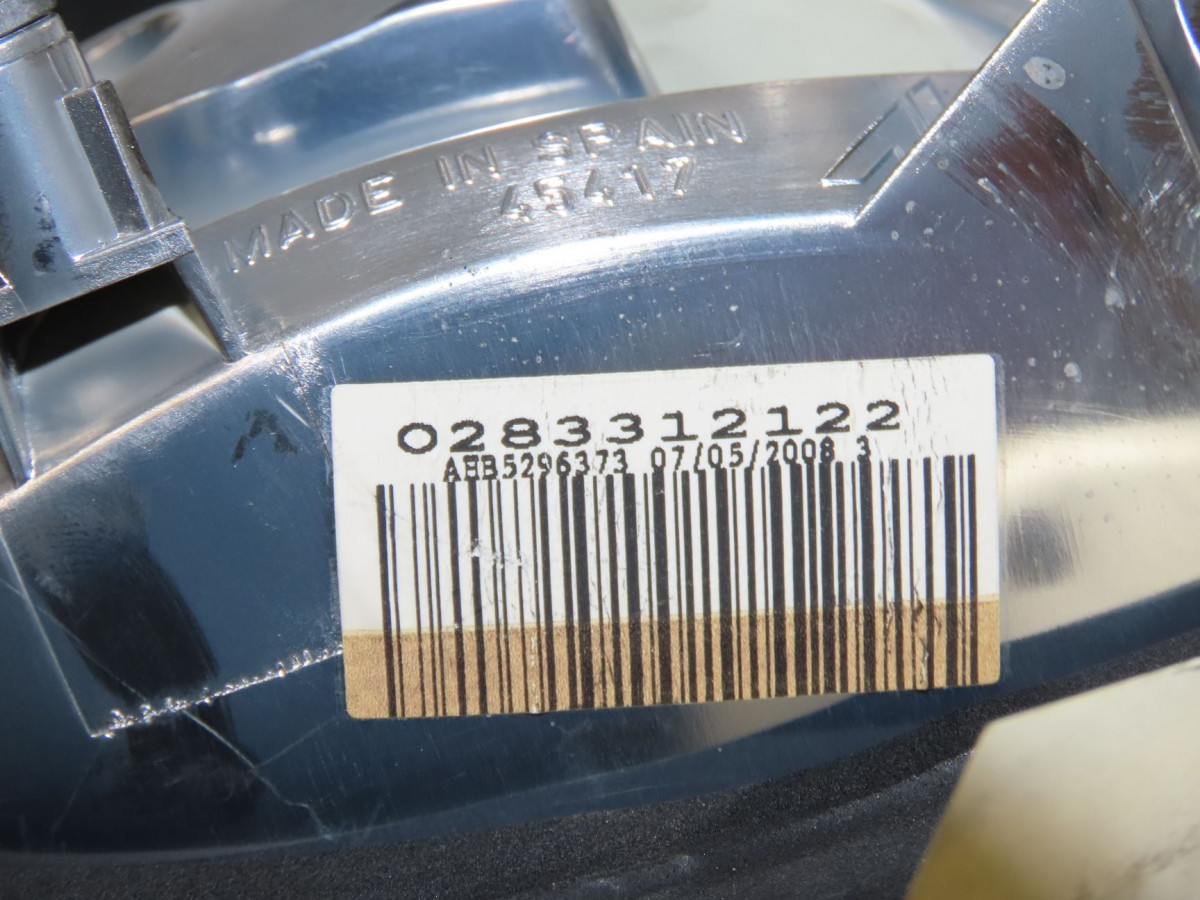 MADE IN SPAIN
45417
0283312122
AEB5296373 07/05/2008 3